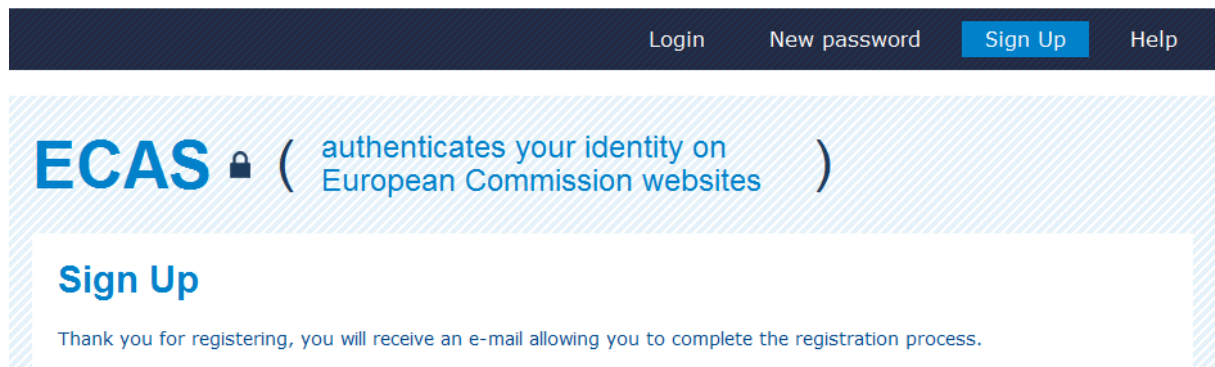 Login New password Sign Up Help
ECAS ( authenticates your identity on
European Commission websites )
Sign Up
Thank you for registering, you will receive an e-mail allowing you to complete the registration process.